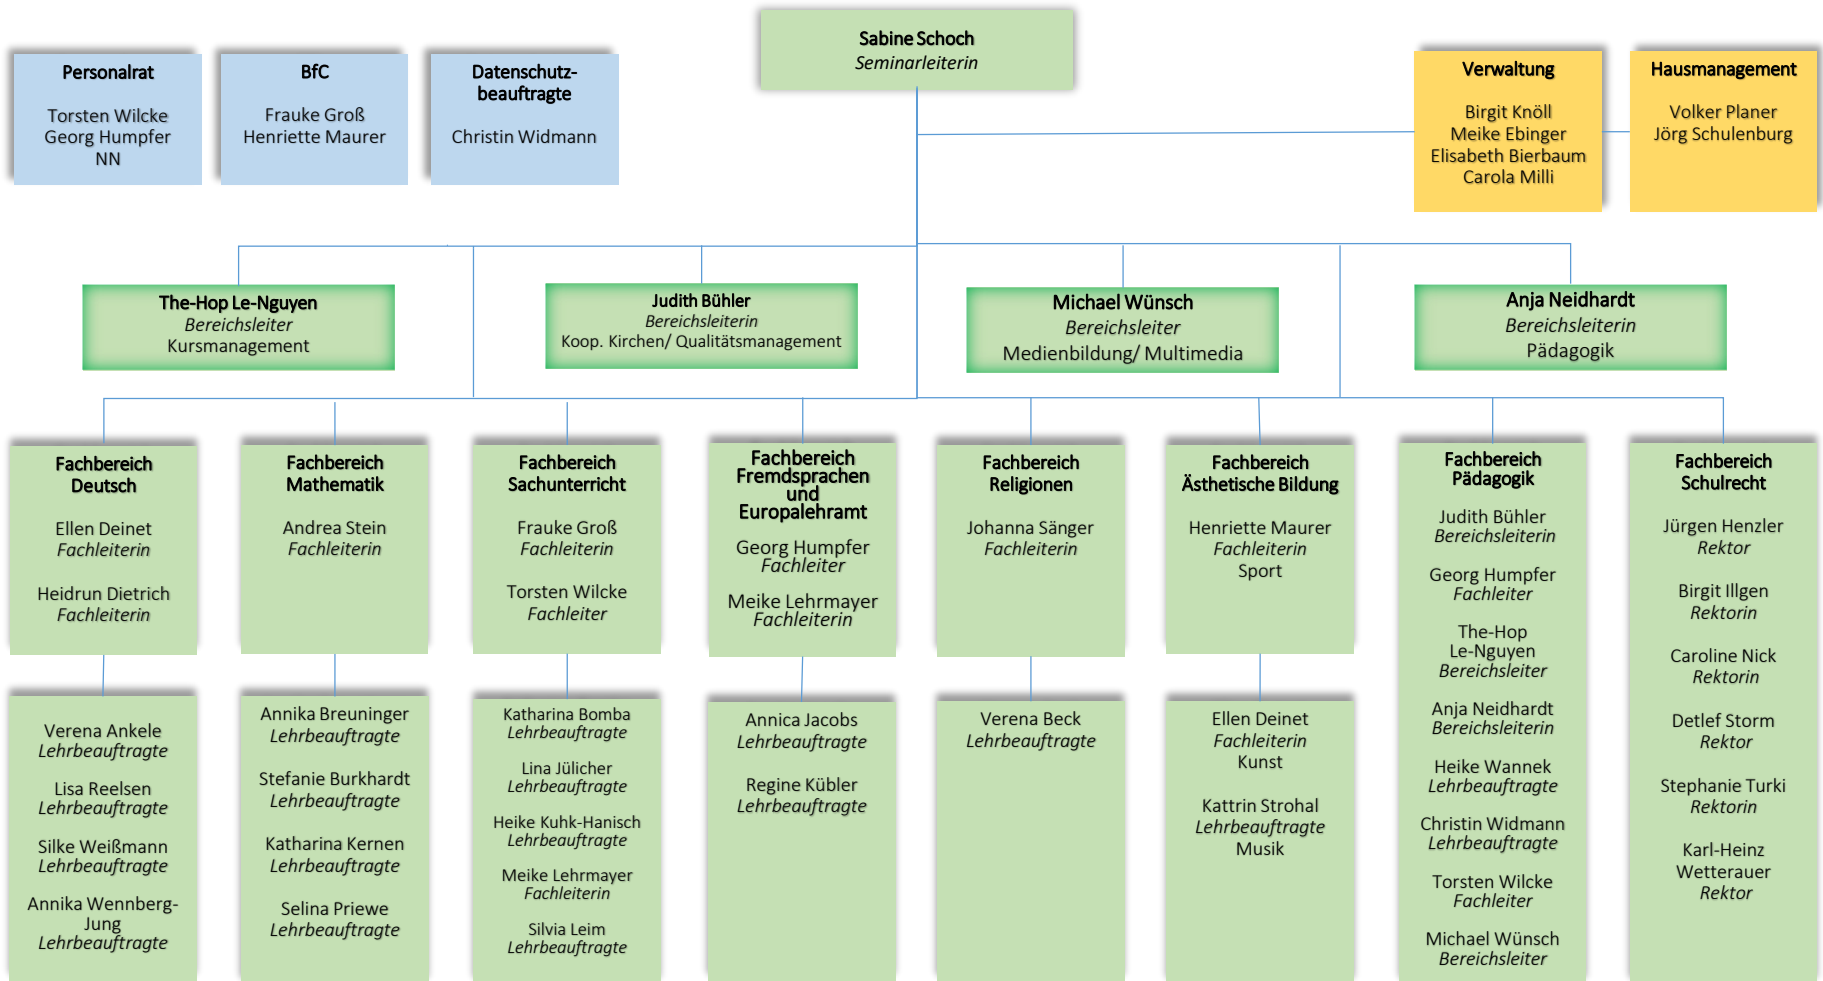 Sabine Schoch
Seminarleiterin
Personalrat
Torsten Wilcke
Georg Humpfer
NN
BfC
Frauke Groß
Henriette Maurer
Datenschutz-
beauftragte
Christin Widmann
Verwaltung
Birgit Knöll
Meike Ebinger
Elisabeth Bierbaum
Carola Milli
Hausmanagement
Volker Planer
Jörg Schulenburg
The-Hop Le-Nguyen
Bereichsleiter
Kursmanagement
Judith Bühler
Bereichsleiterin
Koop. Kirchen/ Qualitätsmanagement
Michael Wünsch
Bereichsleiter
Medienbildung/ Multimedia
Anja Neidhardt
Bereichsleiterin
Pädagogik
Fachbereich
Deutsch
Ellen Deinet
Fachleiterin
Heidrun Dietrich
Fachleiterin
Verena Ankele
Lehrbeauftragte
Lisa Reelsen
Lehrbeauftragte
Silke Weißmann
Lehrbeauftragte
Annika Wennberg-
Jung
Lehrbeauftragte
Fachbereich
Mathematik
Andrea Stein
Fachleiterin
Annika Breuninger
Lehrbeauftragte
Stefanie Burkhardt
Lehrbeauftragte
Katharina Kernen
Lehrbeauftragte
Selina Priewe
Lehrbeauftragte
Fachbereich
Sachunterricht
Frauke Groß
Fachleiterin
Torsten Wilcke
Fachleiter
Katharina Bomba
Lehrbeauftragte
Lina Jülicher
Lehrbeauftragte
Heike Kuhk-Hanisch
Lehrbeauftragte
Meike Lehrmayer
Fachleiterin
Silvia Leim
Lehrbeauftragte
Fachbereich
Fremdsprachen
und
Europalehramt
Georg Humpfer
Fachleiter
Meike Lehrmayer
Fachleiterin
Annica Jacobs
Lehrbeauftragte
Regine Kübler
Lehrbeauftragte
Fachbereich
Religionen
Johanna Sänger
Fachleiterin
Verena Beck
Lehrbeauftragte
Fachbereich
Ästhetische Bildung
Henriette Maurer
Fachleiterin
Sport
Ellen Deinet
Fachleiterin
Kunst
Kattrin Strohal
Lehrbeauftragte
Musik
Fachbereich
Pädagogik
Judith Bühler
Bereichsleiterin
Georg Humpfer
Fachleiter
The-Hop
Le-Nguyen
Bereichsleiter
Anja Neidhardt
Bereichsleiterin
Heike Wannek
Lehrbeauftragte
Christin Widmann
Lehrbeauftragte
Torsten Wilcke
Fachleiter
Michael Wünsch
Bereichsleiter
Fachbereich
Schulrecht
Jürgen Henzler
Rektor
Birgit Illgen
Rektorin
Caroline Nick
Rektorin
Detlef Storm
Rektor
Stephanie Turki
Rektorin
Karl-Heinz
Wetterauer
Rektor